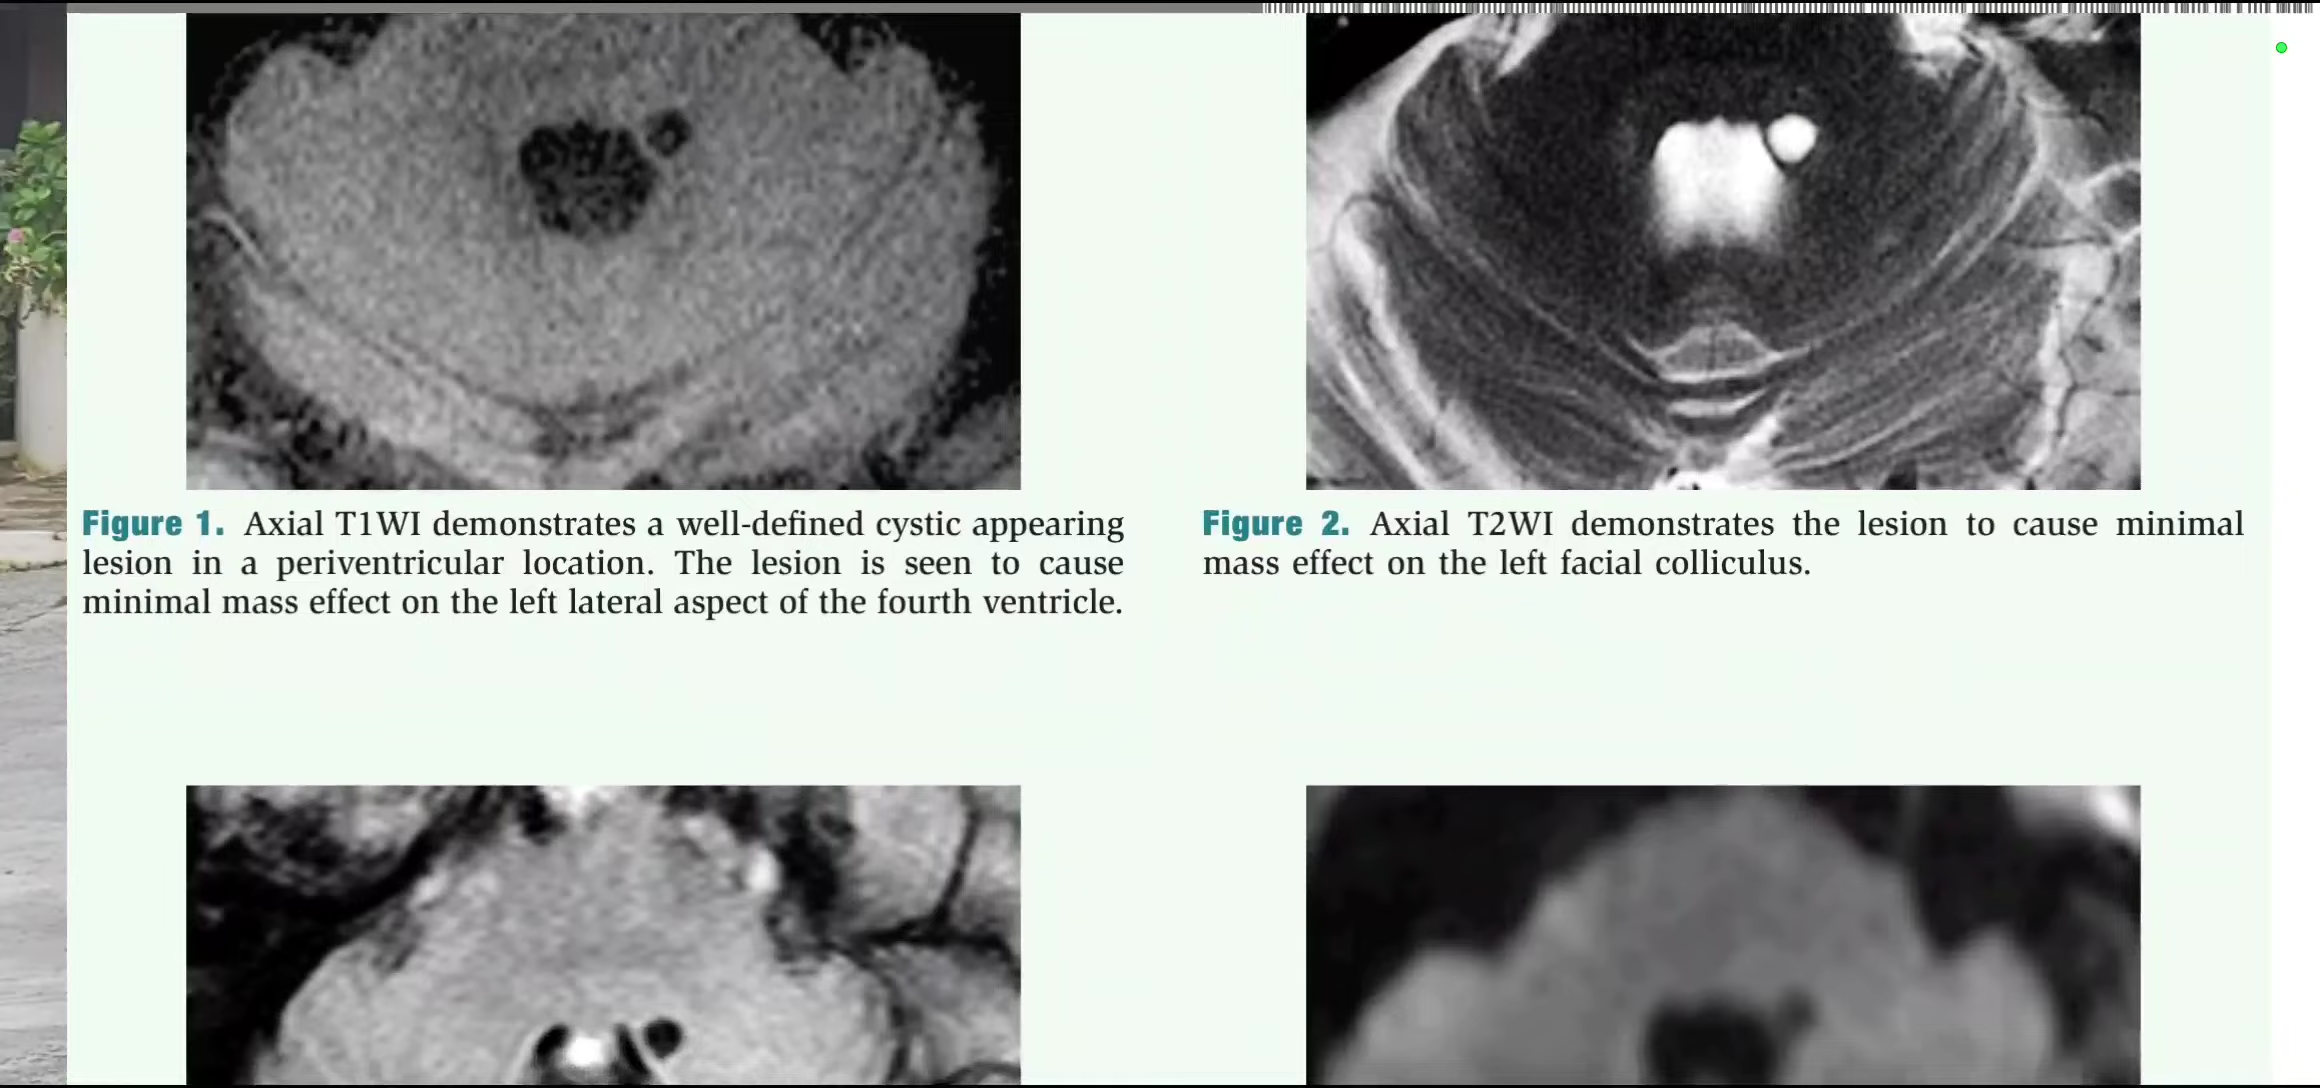 Figure 1. Axial T1WI demonstrates a well-defined cystic appearing
lesion in a periventricular location. The lesion is seen to cause
minimal mass effect on the left lateral aspect of the fourth ventricle.
Figure 2. Axial T2WI demonstrates the lesion to cause minimal
mass effect on the left facial colliculus.